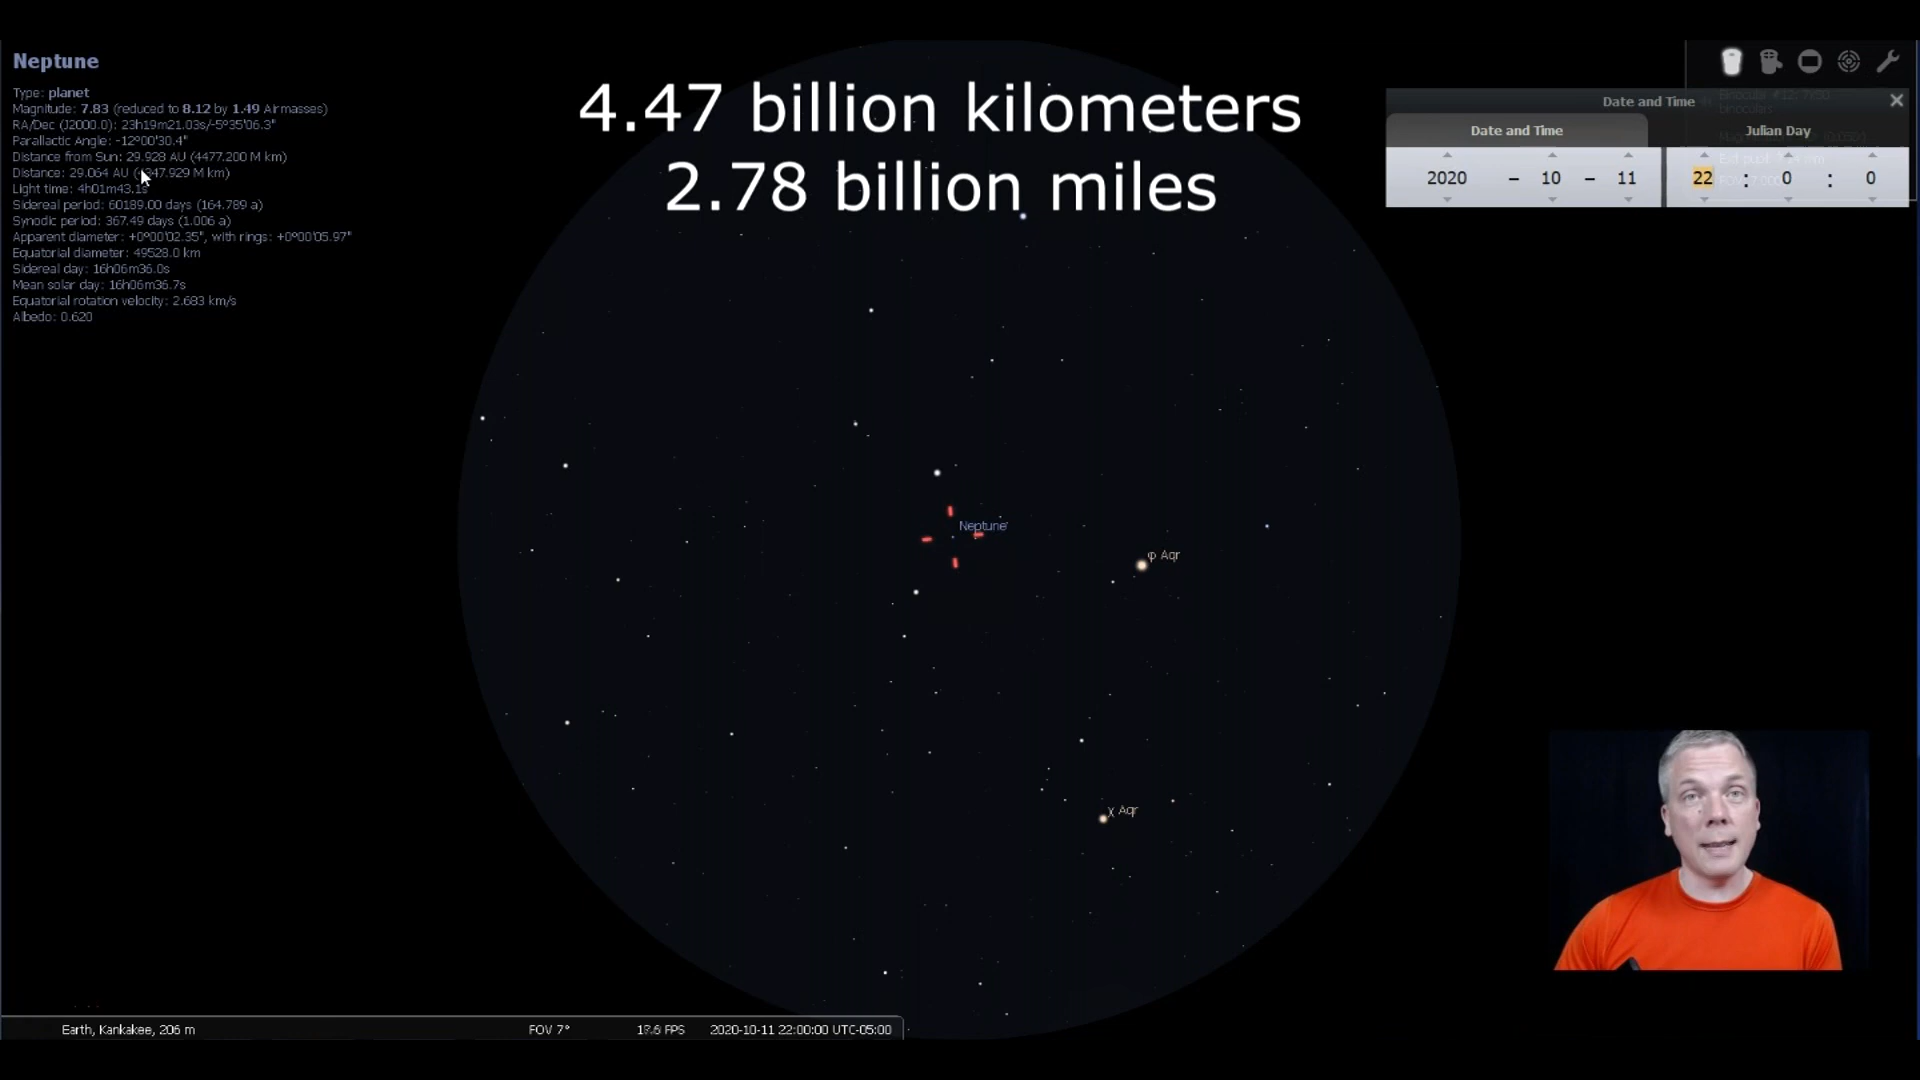 Neptune
Type: planet
Magnitude: 7.83 (reduced to 8.12 by 1.49 Airmasses)
RA/Dec (J2000.0): 23h19m21.03s/-5°35'06.3"
Parallactic Angle: -12°00'30.4"
Distance from Sun: 29.928 AU (4477.200 M km)
Distance: 29.064 AU (4347.929 M km)
Light time: 4h01m43.1s
Sidereal period: 60189.00 days (164.789 a)
Synodic period: 367.49 days (1.006 a)
Apparent diameter: +0°00'02.35", with rings: +0°00'05.97"
Equatorial diameter: 49528.0 km
Sidereal day: 16h06m36.0s
Mean solar day: 16h06m36.7s
Equatorial rotation velocity: 2.683 km/s
Albedo: 0.620
4.47 billion kilometers
2.78 billion miles
Date and Time
Date and Time Julian Day
2020 – 10 – 11 22 : 0 : 0
Neptune
φ Aqr
χ Aqr
Earth, Kankakee, 206 m FOV 7° 2020-10-11 22:00:00 UTC-05:00